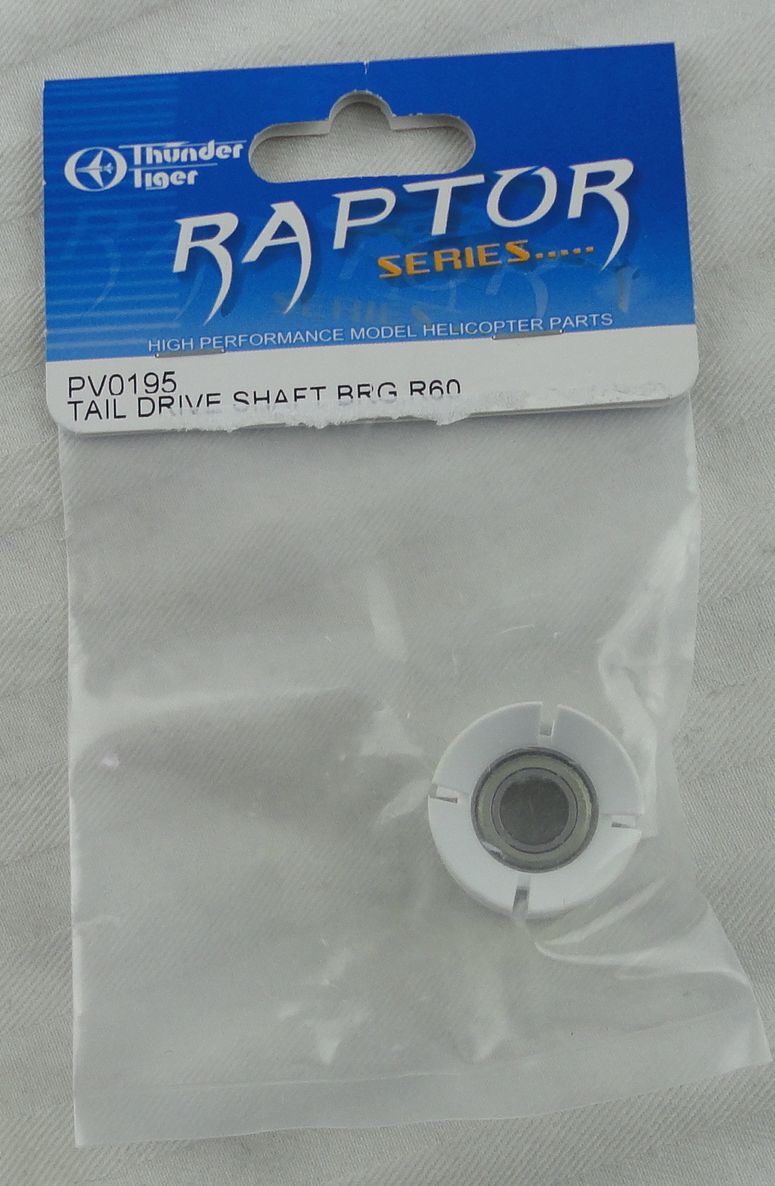 Thunder
Tiger
RAPTOR
SERIES.....
HIGH PERFORMANCE MODEL HELICOPTER PARTS
PV0195
TAIL DRIVE SHAFT BRG R60